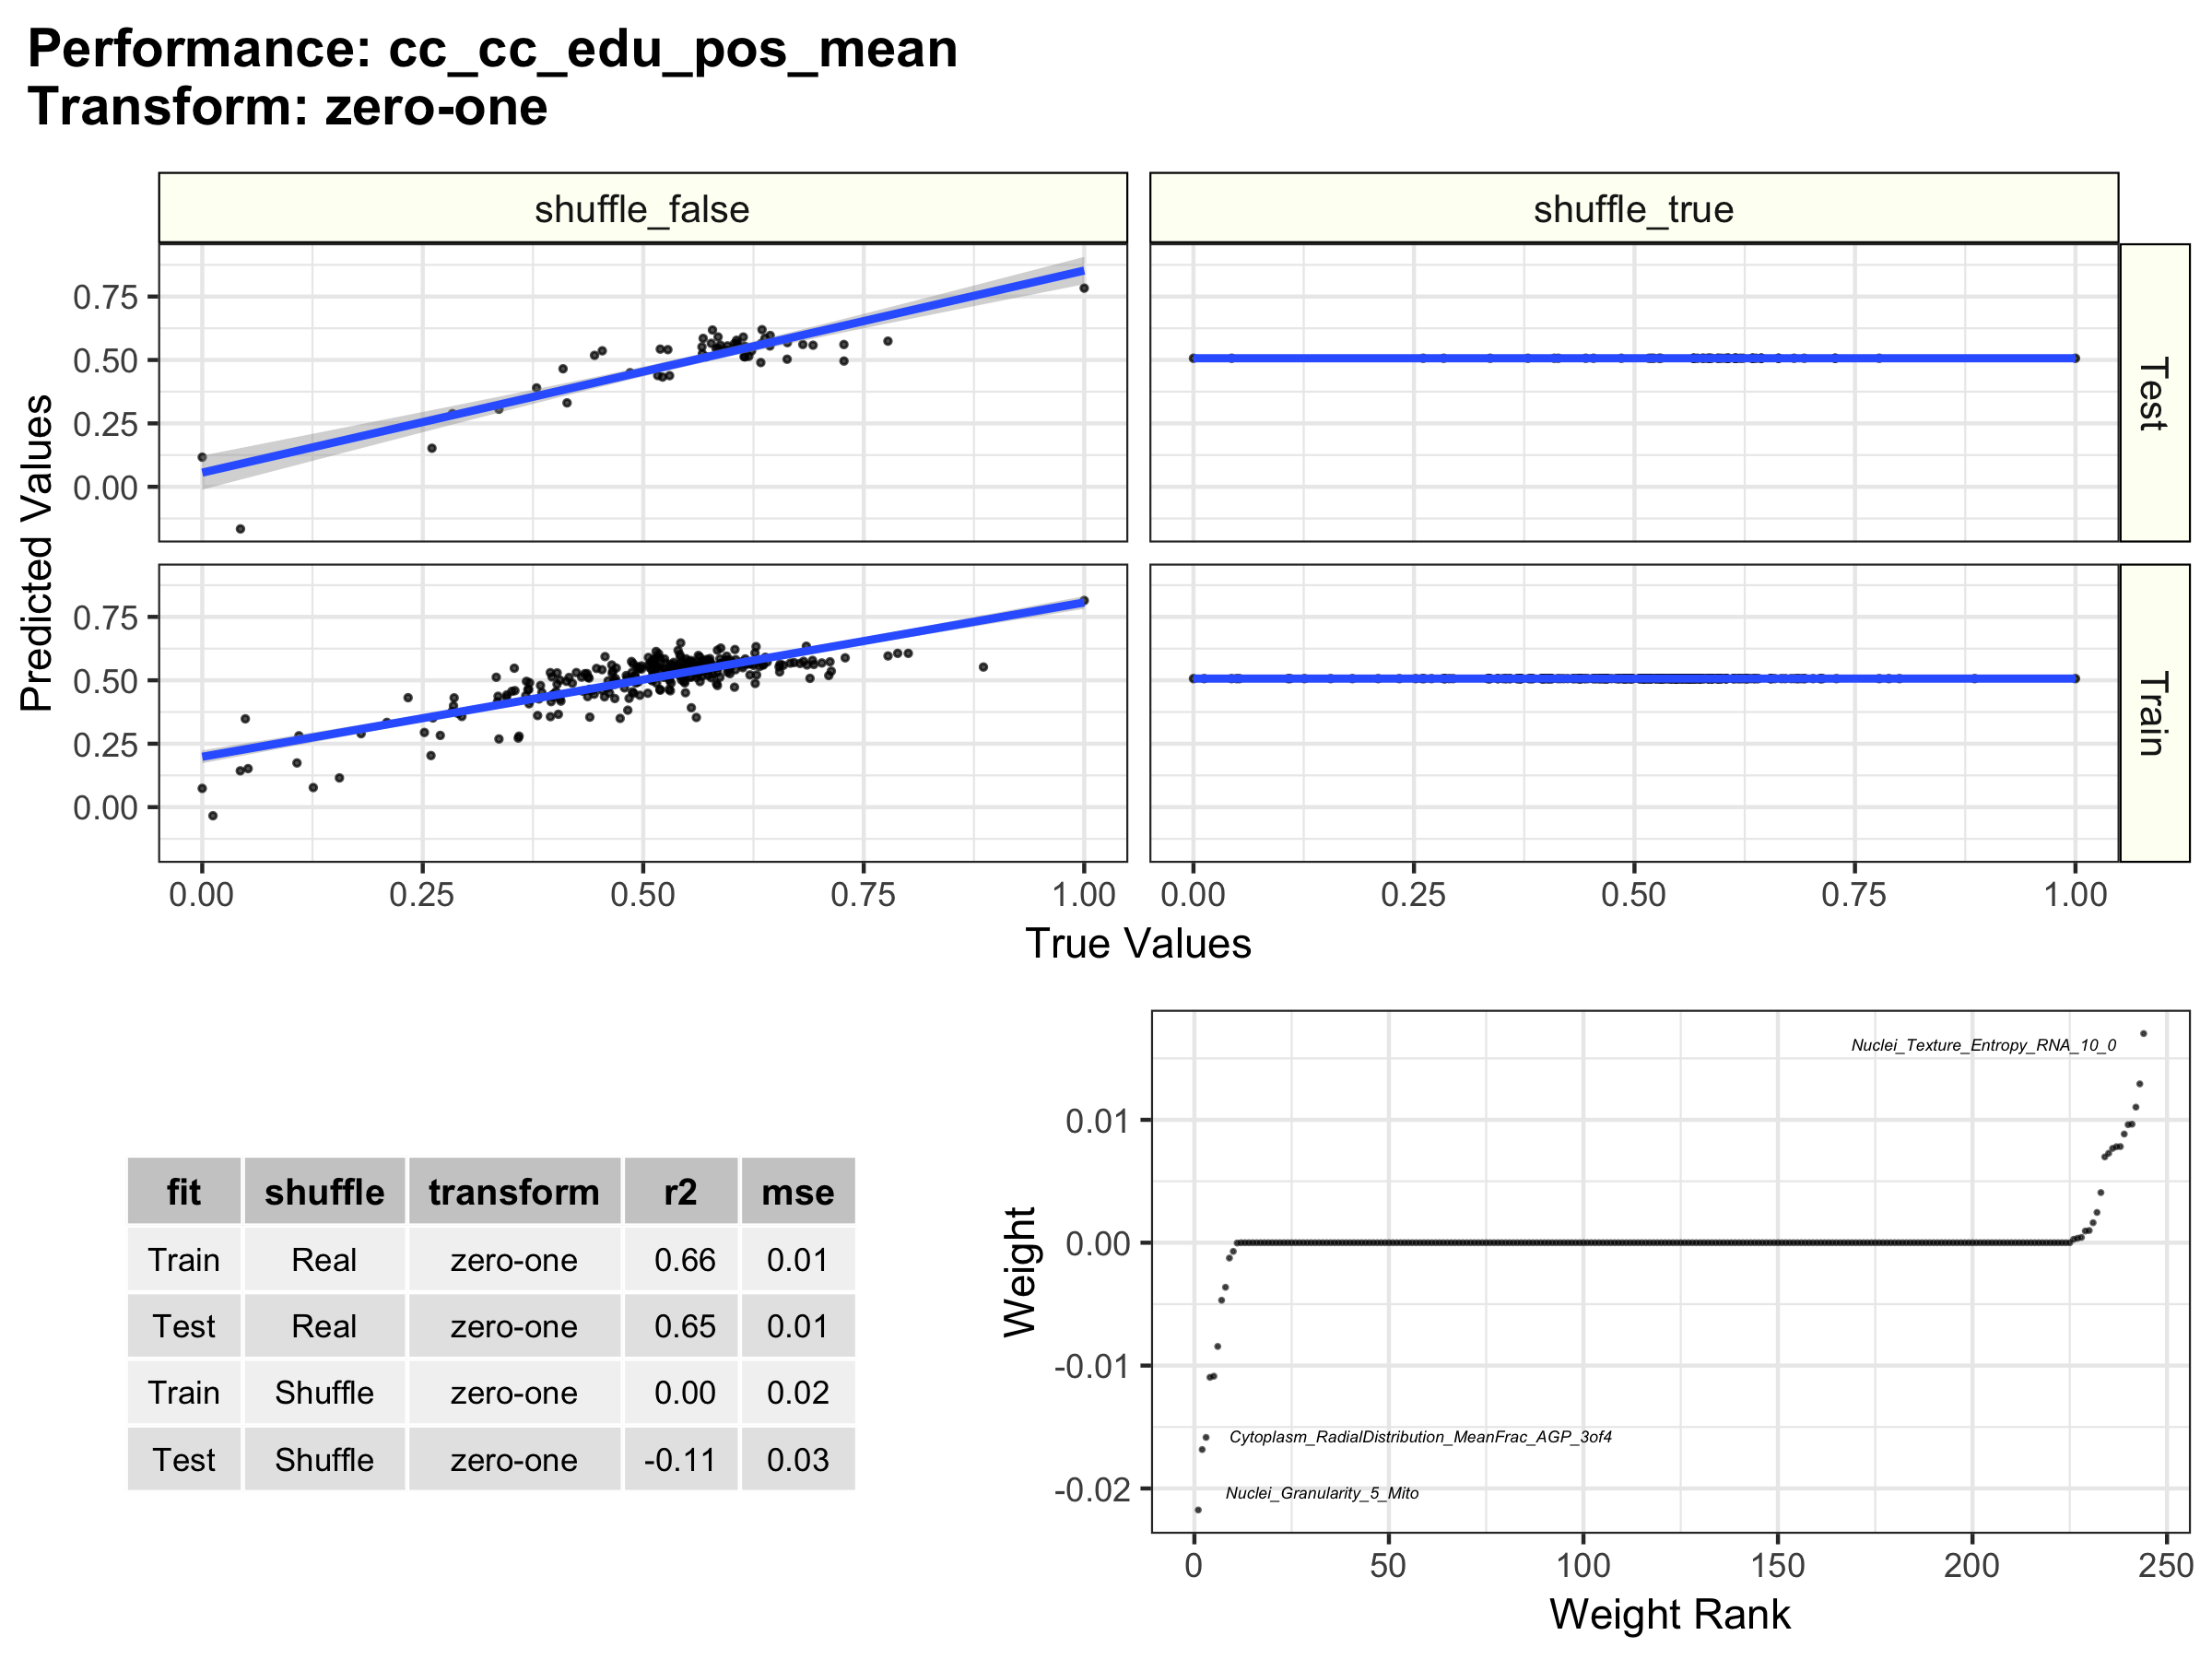 Performance: cc_cc_edu_pos_mean
Transform: zero-one
shuffle_false
shuffle_true
Predicted Values
0.75
0.50
0.25
0.00
Test
0.75
0.50
0.25
0.00
Train
0.00 0.25 0.50 0.75 1.00
0.00 0.25 0.50 0.75 1.00
True Values
fit shuffle transform r2 mse
Train Real zero-one 0.66 0.01
Test Real zero-one 0.65 0.01
Train Shuffle zero-one 0.00 0.02
Test Shuffle zero-one -0.11 0.03
Weight
0.01
0.00
-0.01
-0.02
Nuclei_Texture_Entropy_RNA_10_0
Cytoplasm_RadialDistribution_MeanFrac_AGP_3of4
Nuclei_Granularity_5_Mito
0 50 100 150 200 250
Weight Rank